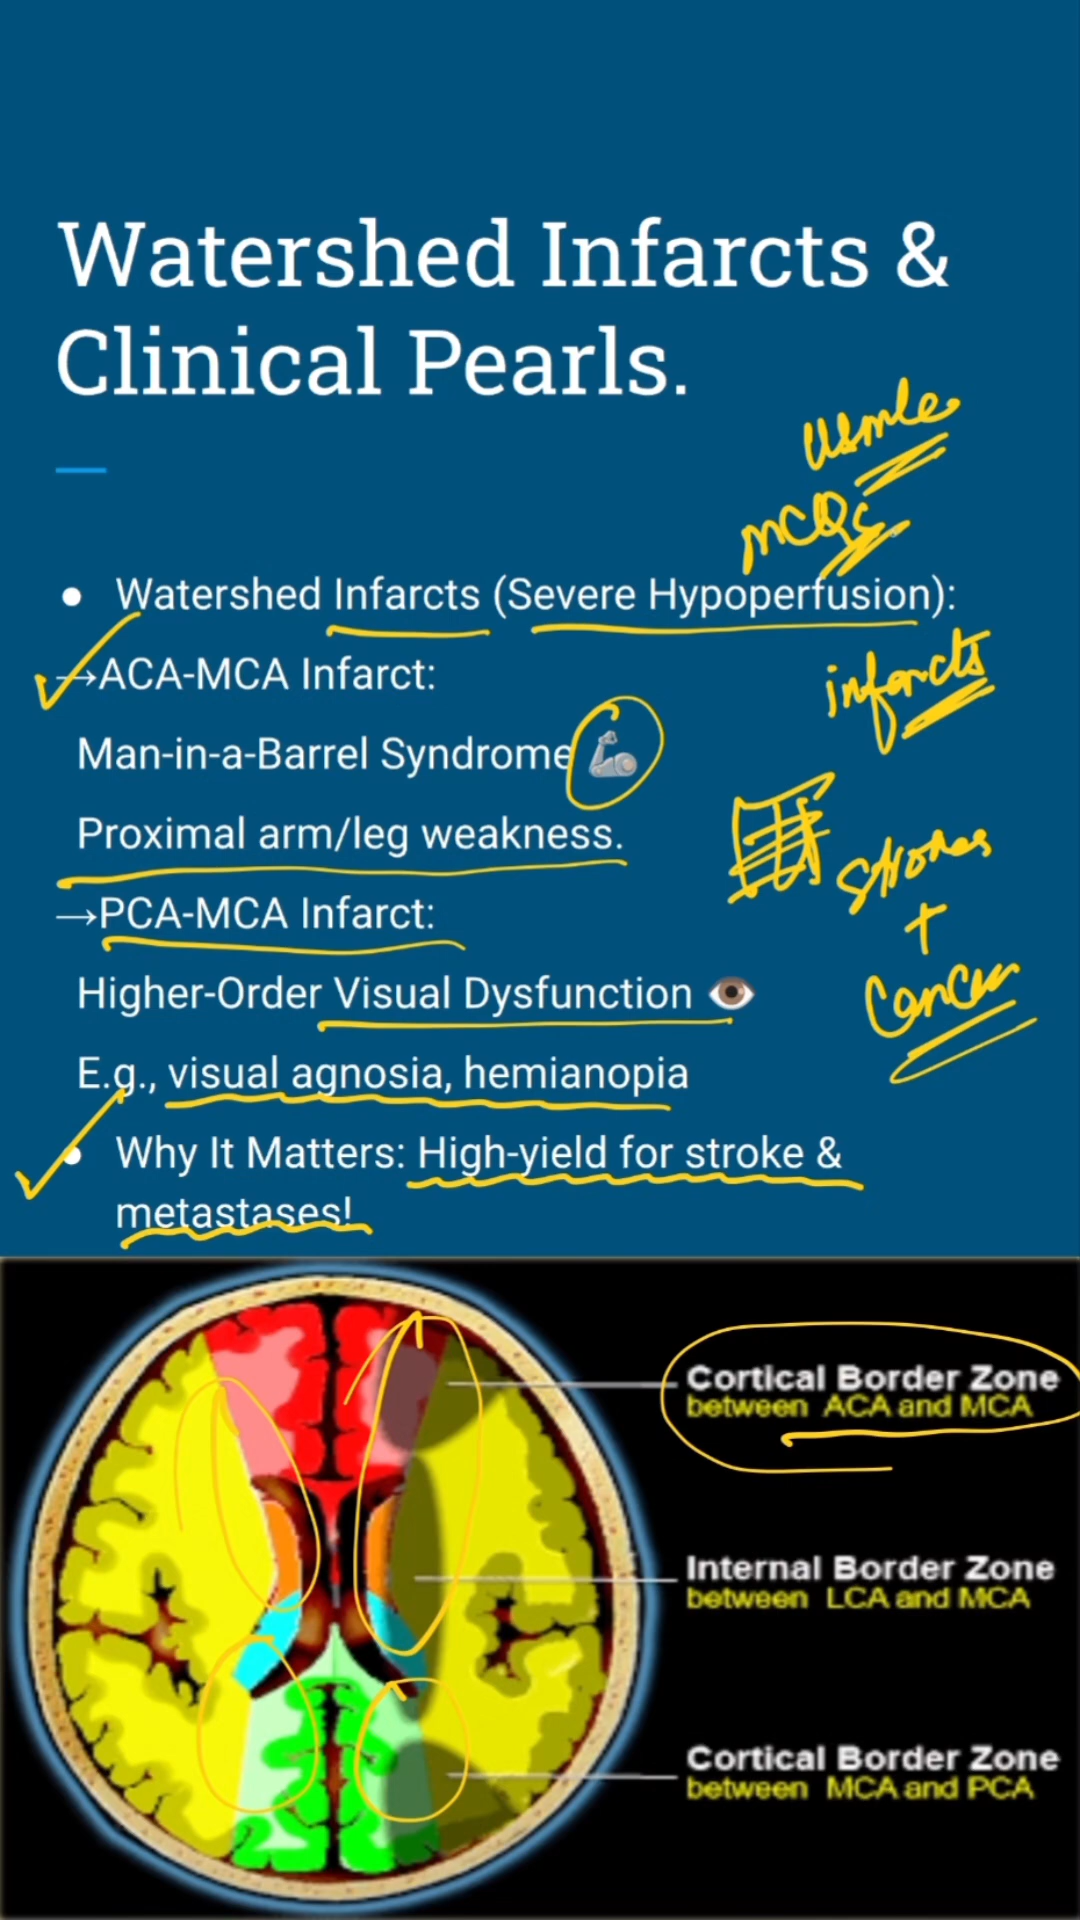 Watershed Infarcts &
Clinical Pearls.
usmle
MCQs
● Watershed Infarcts (Severe Hypoperfusion):
→ACA-MCA Infarct:
infarcts
Man-in-a-Barrel Syndrome 🦾
Proximal arm/leg weakness.
strokes
→PCA-MCA Infarct:
+
Higher-Order Visual Dysfunction 👁️
Cancer
E.g., visual agnosia, hemianopia
● Why It Matters: High-yield for stroke &
metastases!
Cortical Border Zone
between ACA and MCA
Internal Border Zone
between LCA and MCA
Cortical Border Zone
between MCA and PCA